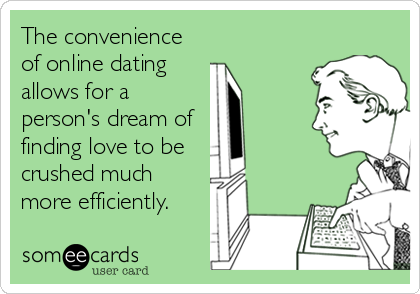 The convenience
of online dating
allows for a
person's dream of
finding love to be
crushed much
more efficiently.
someecards
user card